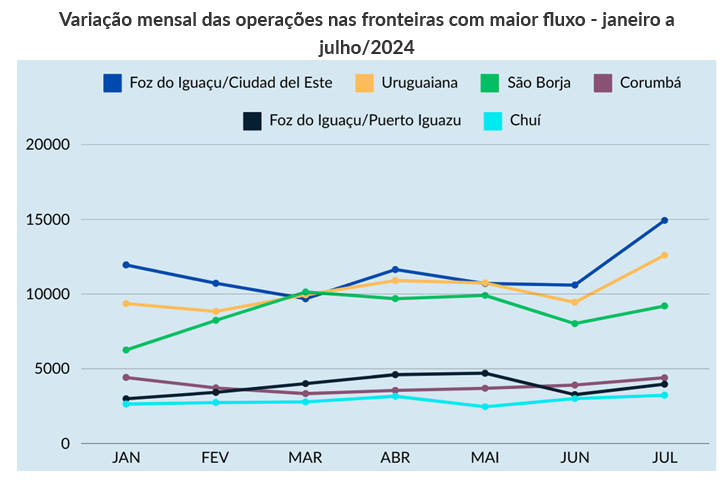 Variação mensal das operações nas fronteiras com maior fluxo - janeiro a
julho/2024
Foz do Iguaçu/Ciudad del Este Uruguaiana São Borja Corumbá
Foz do Iguaçu/Puerto Iguazu Chuí
20000
15000
10000
5000
0
JAN FEV MAR ABR MAI JUN JUL